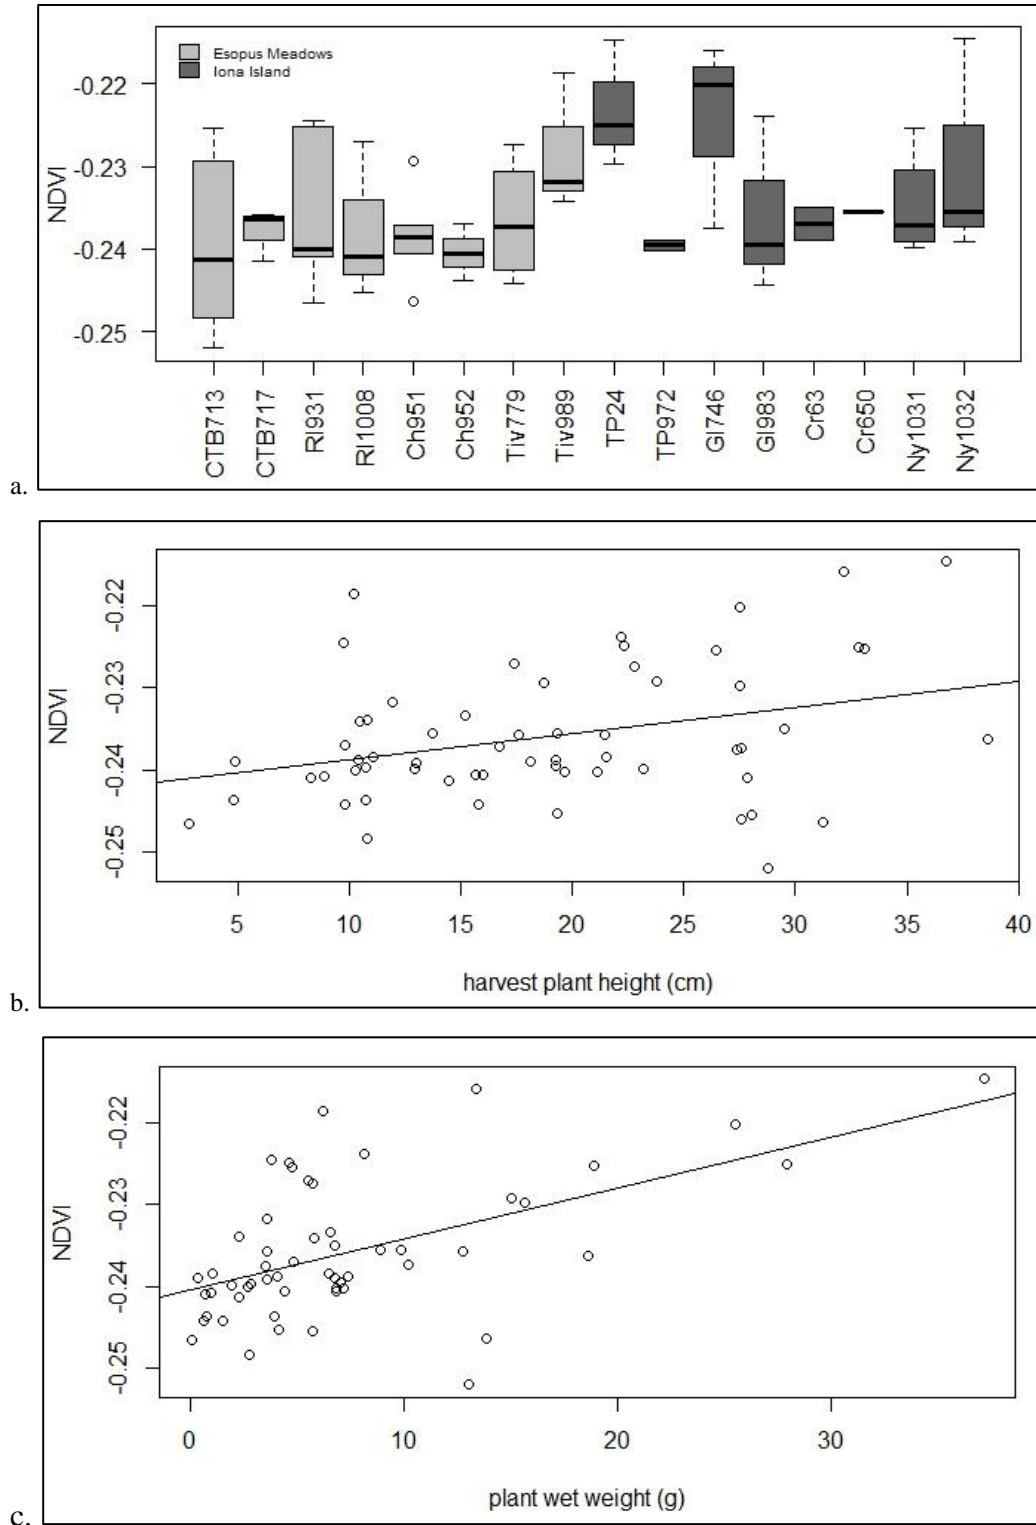 Esopus Meadows
Iona Island
NDVI
-0.22
-0.23
-0.24
-0.25
CTB713
CTB717
RI931
RI1008
Ch951
Ch952
Tiv779
Tiv989
TP24
TP972
GI746
GI983
Cr63
Cr650
Ny1031
Ny1032
a.
NDVI
-0.22
-0.23
-0.24
-0.25
5 10 15 20 25 30 35 40
harvest plant height (cm)
b.
NDVI
-0.22
-0.23
-0.24
-0.25
0 10 20 30
plant wet weight (g)
c.